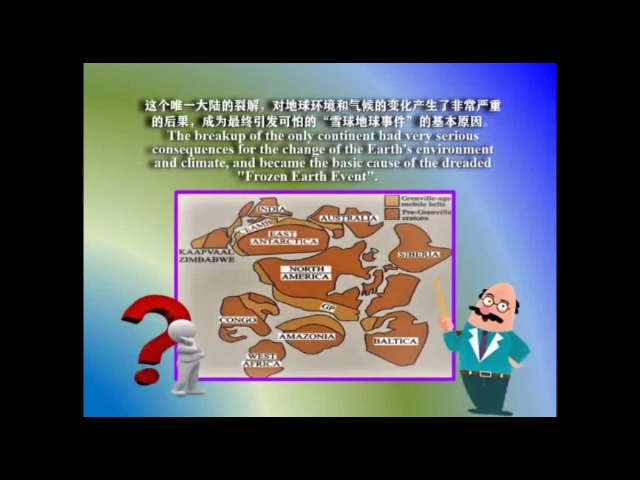 这个唯一大陆的裂解，对地球环境和气候的变化产生了非常严重
的后果，成为最终引发可怕的“雪球地球事件”的基本原因。
The breakup of the only continent had very serious
consequences for the change of the Earth's environment
and climate, and became the basic cause of the dreaded
"Frozen Earth Event".
Grenville-age
mobile belts
Pre-Grenville
cratons
INDIA
AUSTRALIA
EAST
ANTARCTICA
KAAPVAAL
ZIMBABWE
SIBERIA
NORTH
AMERICA
GP
CONGO
AMAZONIA
BALTICA
WEST
AFRICA